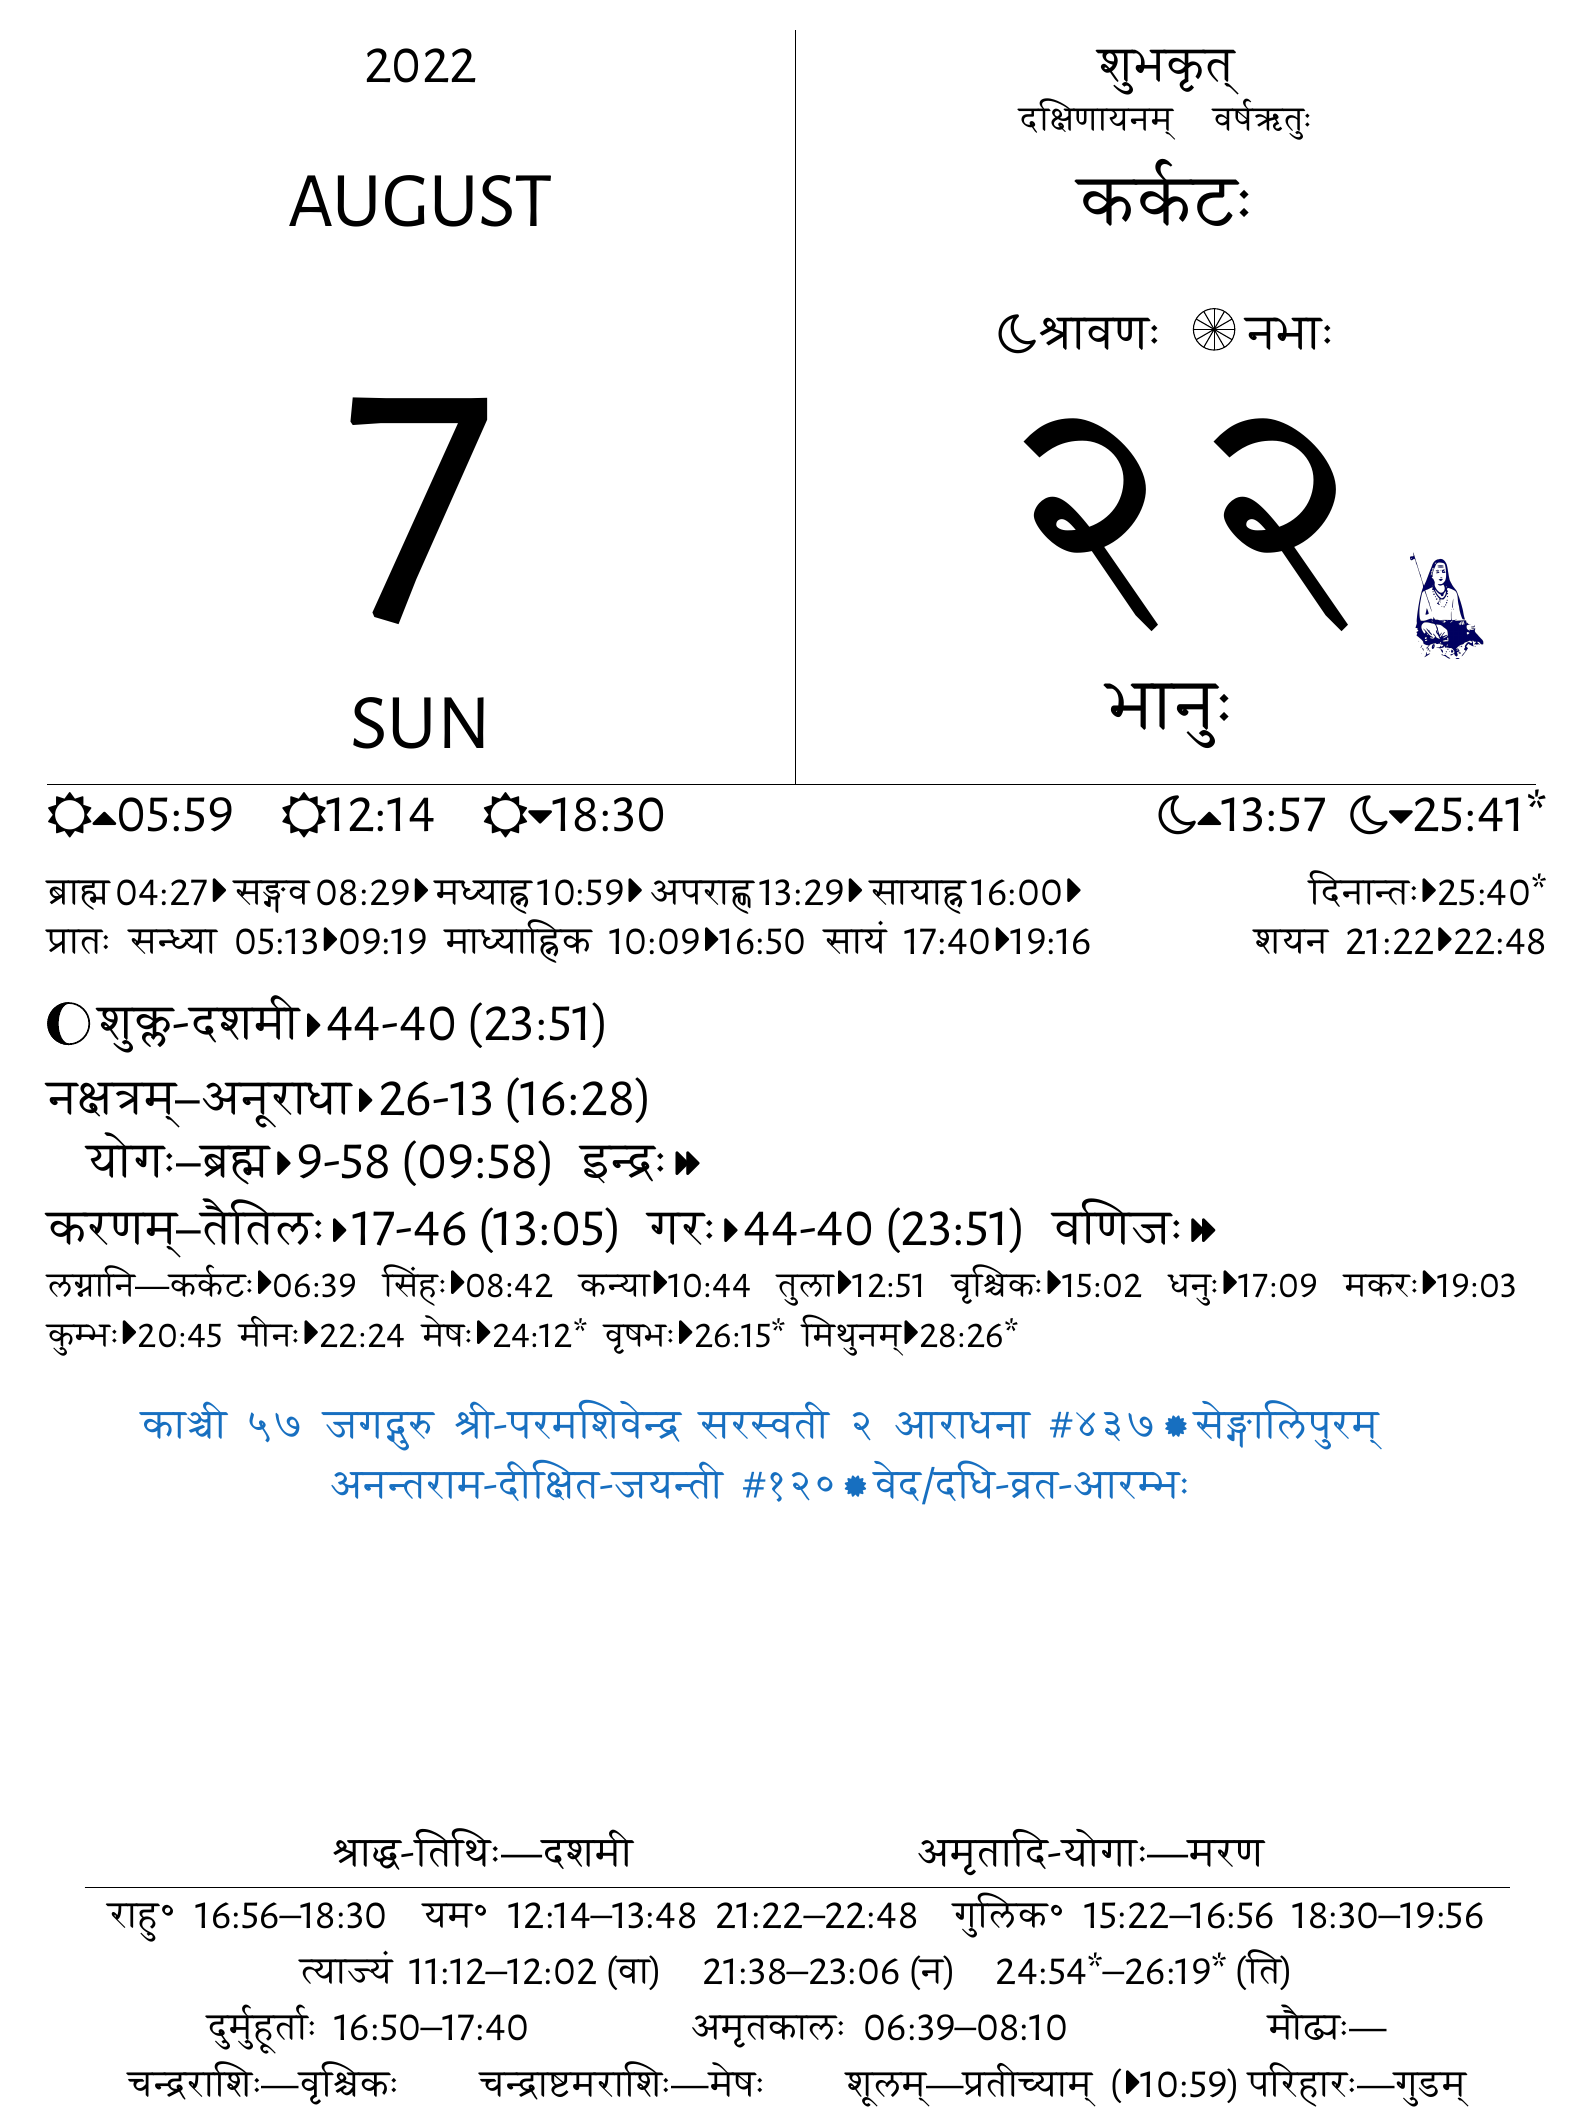 2022
AUGUST
7
SUN
शुभकृत्
दक्षिणायनम् वर्षऋतुः
कर्कटः
श्रावणः नभाः
२२
भानुः
05:59 12:14 18:30 13:57 25:41*
ब्राह्म 04:27 सङ्गव 08:29 मध्याह्न 10:59 अपराह्ण 13:29 सायाह्न 16:00 दिनान्तः 25:40*
प्रातः सन्ध्या 05:13 09:19 माध्याह्निक 10:09 16:50 सायं 17:40 19:16 शयन 21:22 22:48
शुक्ल-दशमी 44-40 (23:51)
नक्षत्रम्–अनूराधा 26-13 (16:28)
योगः–ब्रह्म 9-58 (09:58) इन्द्रः
करणम्–तैतिलः 17-46 (13:05) गरः 44-40 (23:51) वणिजः
लग्नानि—कर्कटः 06:39 सिंहः 08:42 कन्या 10:44 तुला 12:51 वृश्चिकः 15:02 धनुः 17:09 मकरः 19:03
कुम्भः 20:45 मीनः 22:24 मेषः 24:12* वृषभः 26:15* मिथुनम् 28:26*
काञ्ची ५७ जगद्गुरु श्री-परमशिवेन्द्र सरस्वती २ आराधना #४३७ सेङ्गालिपुरम्
अनन्तराम-दीक्षित-जयन्ती #१२० वेद/दधि-व्रत-आरम्भः
श्राद्ध-तिथिः—दशमी अमृतादि-योगाः—मरण
राहु॰ 16:56–18:30 यम॰ 12:14–13:48 21:22–22:48 गुलिक॰ 15:22–16:56 18:30–19:56
त्याज्यं 11:12–12:02 (वा) 21:38–23:06 (न) 24:54*–26:19* (ति)
दुर्मुहूर्ताः 16:50–17:40 अमृतकालः 06:39–08:10 मौढ्यः—
चन्द्रराशिः—वृश्चिकः चन्द्राष्टमराशिः—मेषः शूलम्—प्रतीच्याम् (10:59) परिहारः—गुडम्